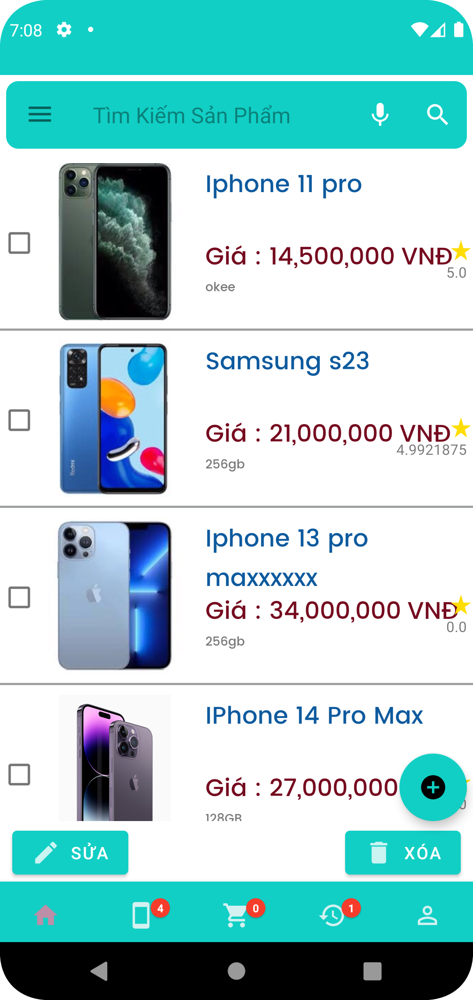 7:08
Tìm Kiếm Sản Phẩm
Iphone 11 pro
Giá : 14,500,000 VNĐ
5.0
okee
Samsung s23
Giá : 21,000,000 VNĐ
4.9921875
256gb
Redmi
Iphone 13 pro
maxxxxxx
Giá : 34,000,000 VNĐ
0.0
256gb
IPhone 14 Pro Max
Giá : 27,000,000
128GB
SỬA
XÓA
4
0
1